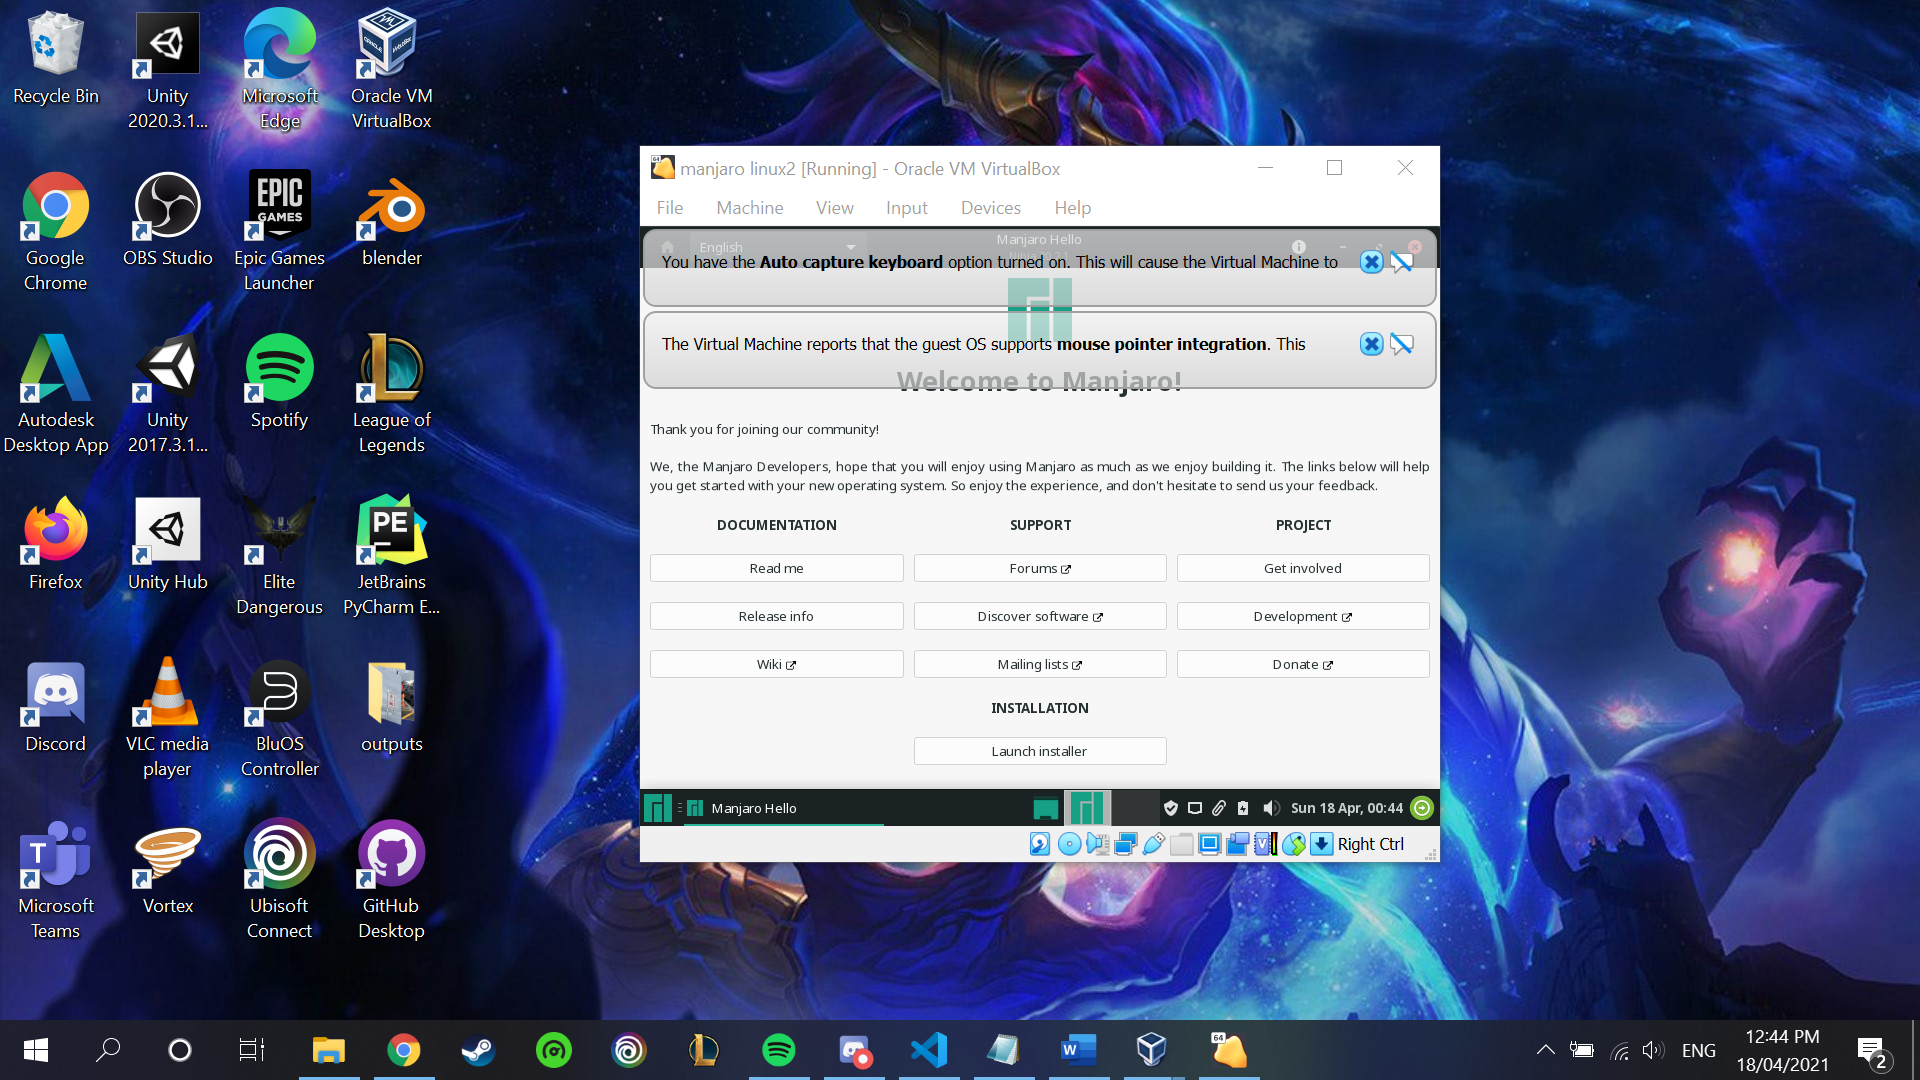 Recycle Bin
Unity
2020.3.1...
Microsoft
Edge
Oracle VM
VirtualBox
Google
Chrome
OBS Studio
EPIC
GAMES
Epic Games
Launcher
blender
Autodesk
Desktop App
Unity
2017.3.1...
Spotify
League of
Legends
Firefox
Unity Hub
Elite
Dangerous
PE
JetBrains
PyCharm E...
Discord
VLC media
player
BluOS
Controller
outputs
T
Microsoft
Teams
Vortex
Ubisoft
Connect
GitHub
Desktop
64
manjaro linux2 [Running] - Oracle VM VirtualBox
File Machine View Input Devices Help
English
Manjaro Hello
You have the Auto capture keyboard option turned on. This will cause the Virtual Machine to
The Virtual Machine reports that the guest OS supports mouse pointer integration. This
Welcome to Manjaro!
Thank you for joining our community!
We, the Manjaro Developers, hope that you will enjoy using Manjaro as much as we enjoy building it. The links below will help
you get started with your new operating system. So enjoy the experience, and don't hesitate to send us your feedback.
DOCUMENTATION SUPPORT PROJECT
Read me Forums Get involved
Release info Discover software Development
Wiki Mailing lists Donate
INSTALLATION
Launch installer
Manjaro Hello
Sun 18 Apr, 00:44
Right Ctrl
W
64
ENG
12:44 PM
18/04/2021
2